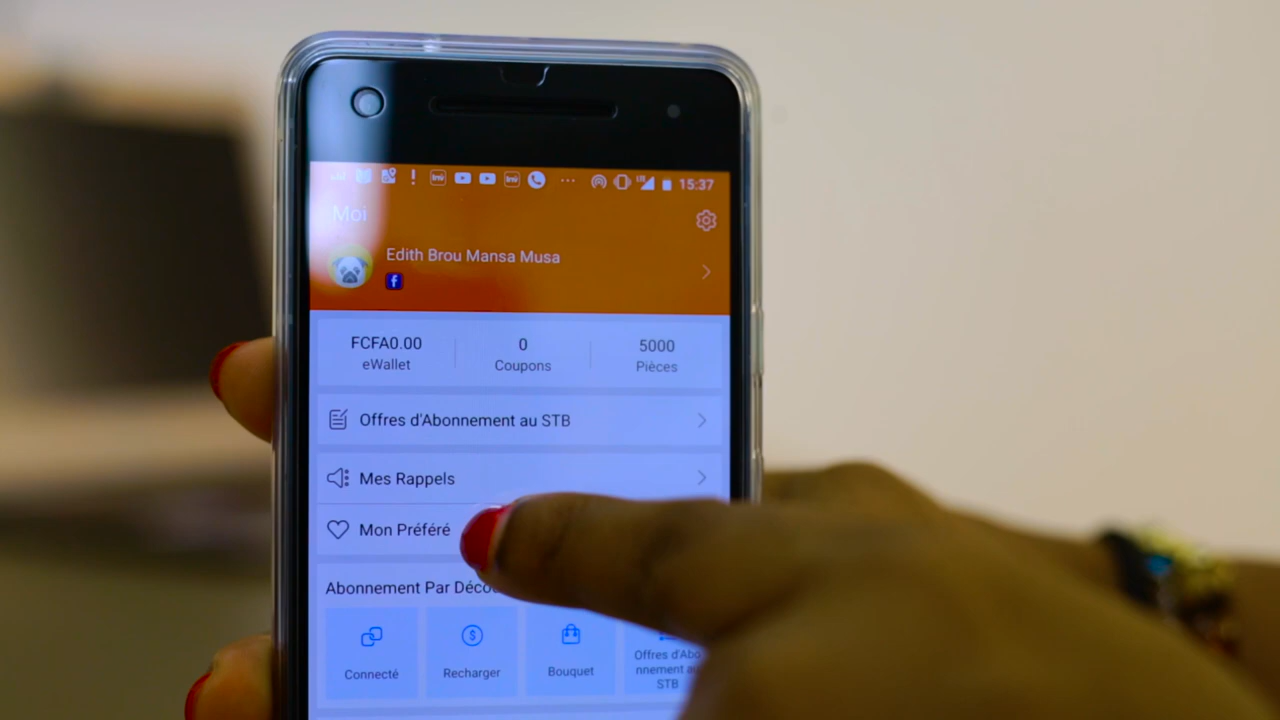 15:37
Moi
Edith Brou Mansa Musa
FCFA0.00
eWallet
0
Coupons
5000
Pièces
Offres d'Abonnement au STB
Mes Rappels
Mon Préféré
Abonnement Par
Connecté
Recharger
Bouquet
Offres d'Abo
nnement au
STB